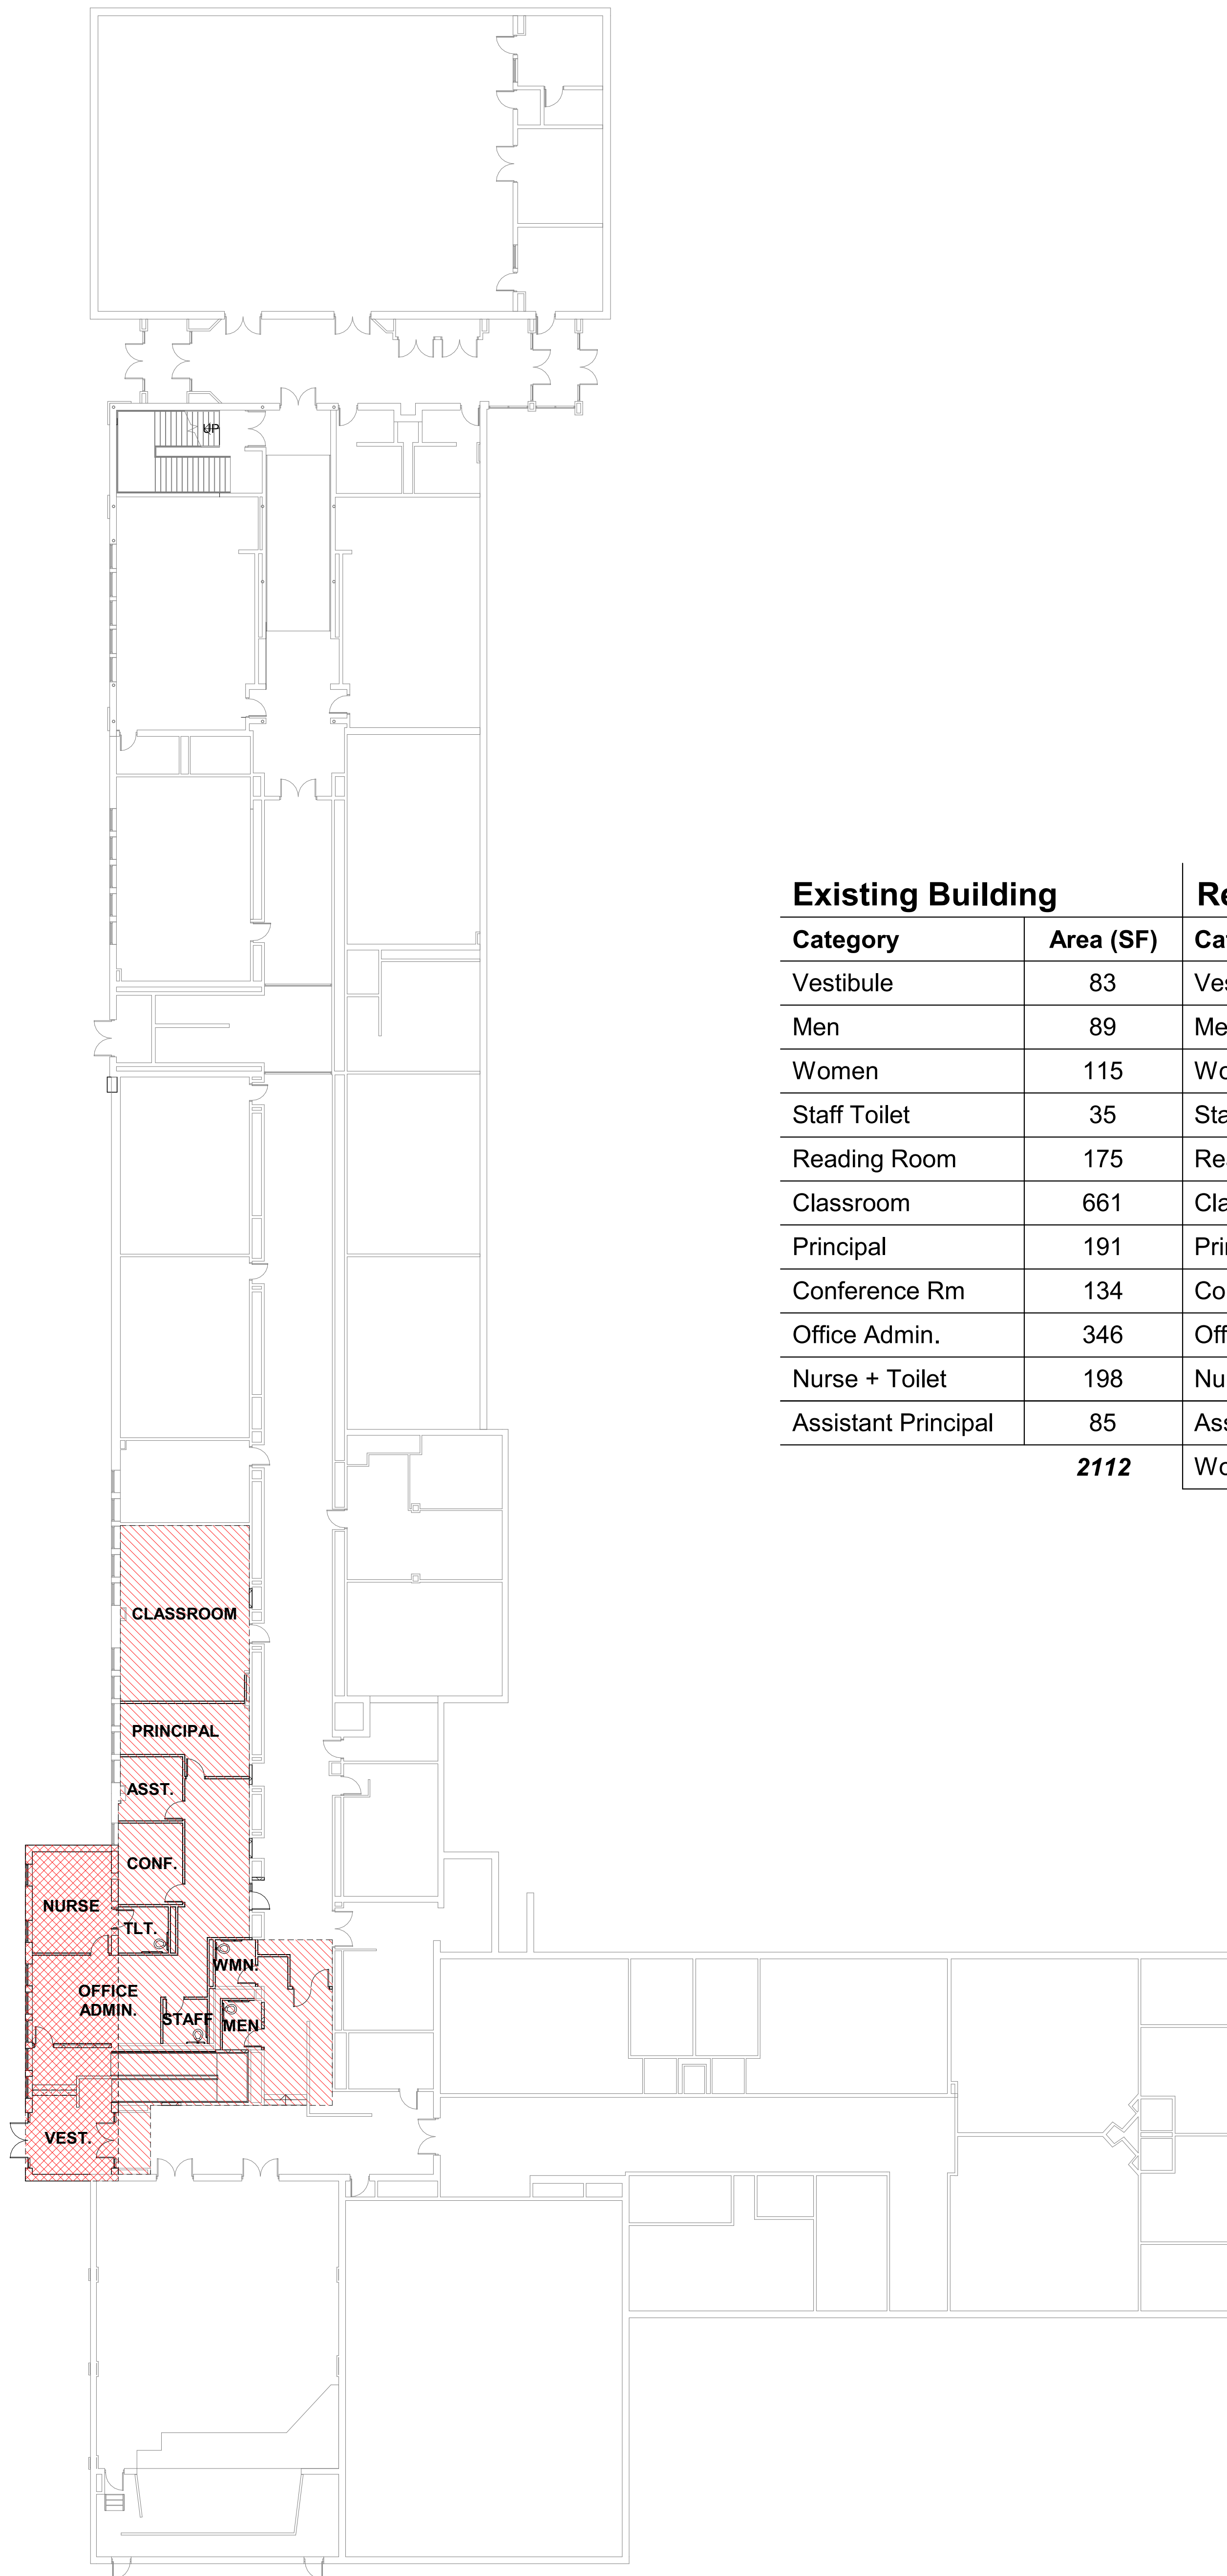 UP
Existing Building
Category Area (SF)
Vestibule 83
Men 89
Women 115
Staff Toilet 35
Reading Room 175
Classroom 661
Principal 191
Conference Rm 134
Office Admin. 346
Nurse + Toilet 198
Assistant Principal 85
2112
CLASSROOM
PRINCIPAL
ASST.
CONF.
NURSE
TLT.
WMN.
OFFICE
ADMIN.
STAFF
MEN
VEST.